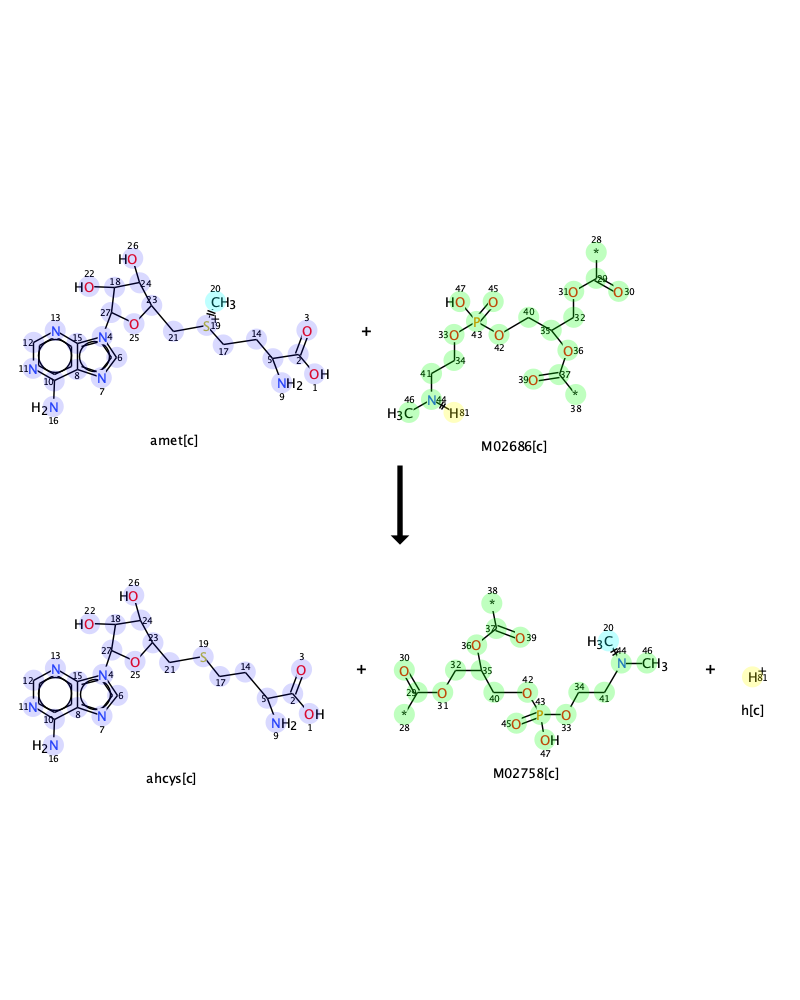 26
HO
22
HO
18
24
23
27
O
25
20
CH3
S
+
19
21
17
14
5
2
3
O
OH
1
NH2
9
13
N
12
15
N
4
6
11
N
10
8
N
7
H2N
16
amet[c]
+
28
*
29
31
O
O
30
47
HO
45
O
40
32
P
43
35
33
O
O
42
O
36
34
41
39
O
37
46
H3C
N
44
H
81
*
38
M02686[c]
26
HO
22
HO
18
24
23
27
O
25
19
S
21
17
14
5
2
3
O
OH
1
NH2
9
13
N
12
15
N
4
6
11
N
10
8
N
7
H2N
16
ahcys[c]
+
38
*
37
36
O
O
39
30
O
32
35
29
O
31
28
*
40
42
O
43
P
45
O
OH
47
O
33
34
41
20
H3C
44
N
46
CH3
M02758[c]
+
H
+
81
h[c]